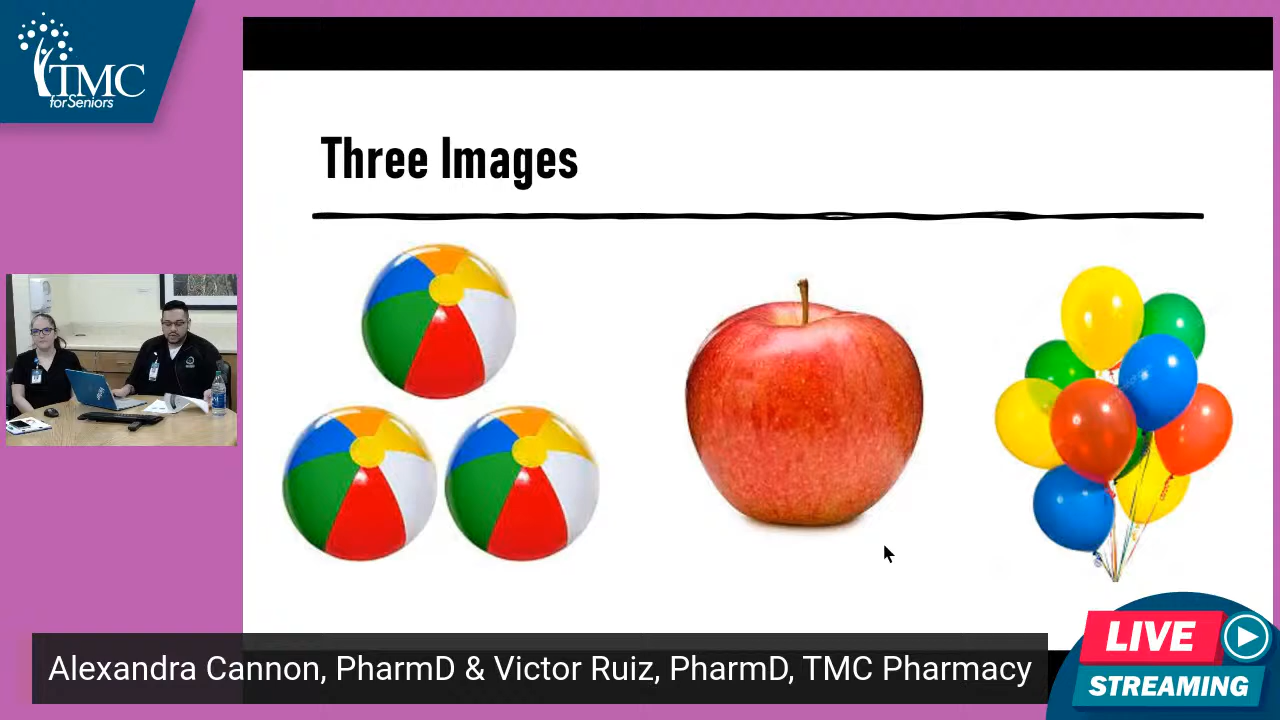 TMC
for Seniors
Three Images
Alexandra Cannon, PharmD & Victor Ruiz, PharmD, TMC Pharmacy
LIVE
STREAMING